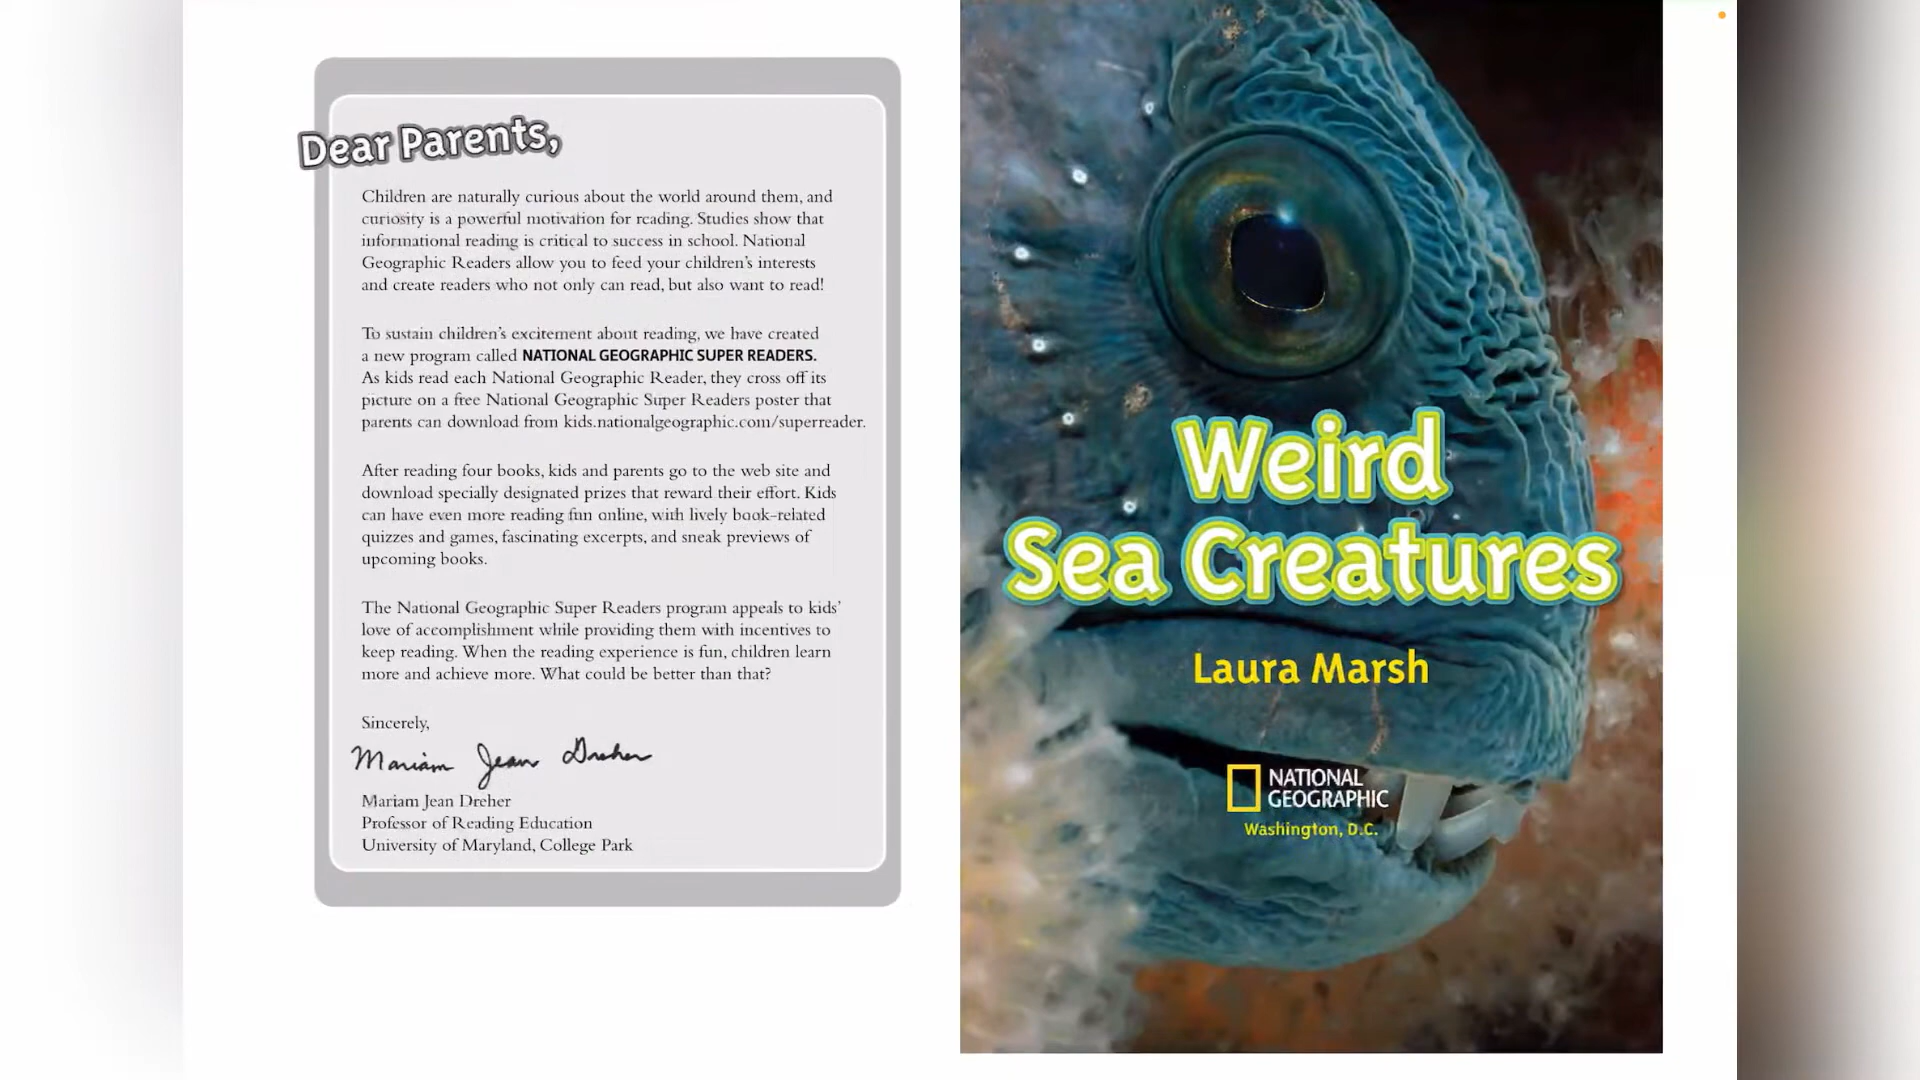 Dear Parents,
Children are naturally curious about the world around them, and
curiosity is a powerful motivation for reading. Studies show that
informational reading is critical to success in school. National
Geographic Readers allow you to feed your children's interests
and create readers who not only can read, but also want to read!
To sustain children's excitement about reading, we have created
a new program called NATIONAL GEOGRAPHIC SUPER READERS.
As kids read each National Geographic Reader, they cross off its
picture on a free National Geographic Super Readers poster that
parents can download from kids.nationalgeographic.com/superreader.
After reading four books, kids and parents go to the web site and
download specially designated prizes that reward their effort. Kids
can have even more reading fun online, with lively book-related
quizzes and games, fascinating excerpts, and sneak previews of
upcoming books.
The National Geographic Super Readers program appeals to kids'
love of accomplishment while providing them with incentives to
keep reading. When the reading experience is fun, children learn
more and achieve more. What could be better than that?
Sincerely,
Mariam Jean Dreher
Mariam Jean Dreher
Professor of Reading Education
University of Maryland, College Park
Weird
Sea Creatures
Laura Marsh
NATIONAL
GEOGRAPHIC
Washington, D.C.